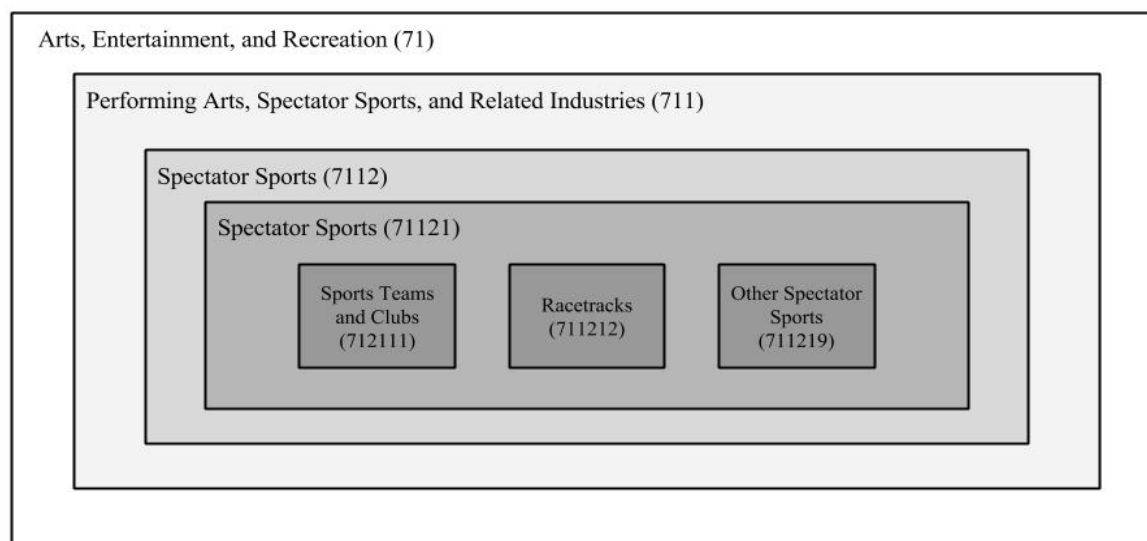 Arts, Entertainment, and Recreation (71)
Performing Arts, Spectator Sports, and Related Industries (711)
Spectator Sports (7112)
Spectator Sports (71121)
Sports Teams
and Clubs
(712111)
Racetracks
(711212)
Other Spectator
Sports
(711219)